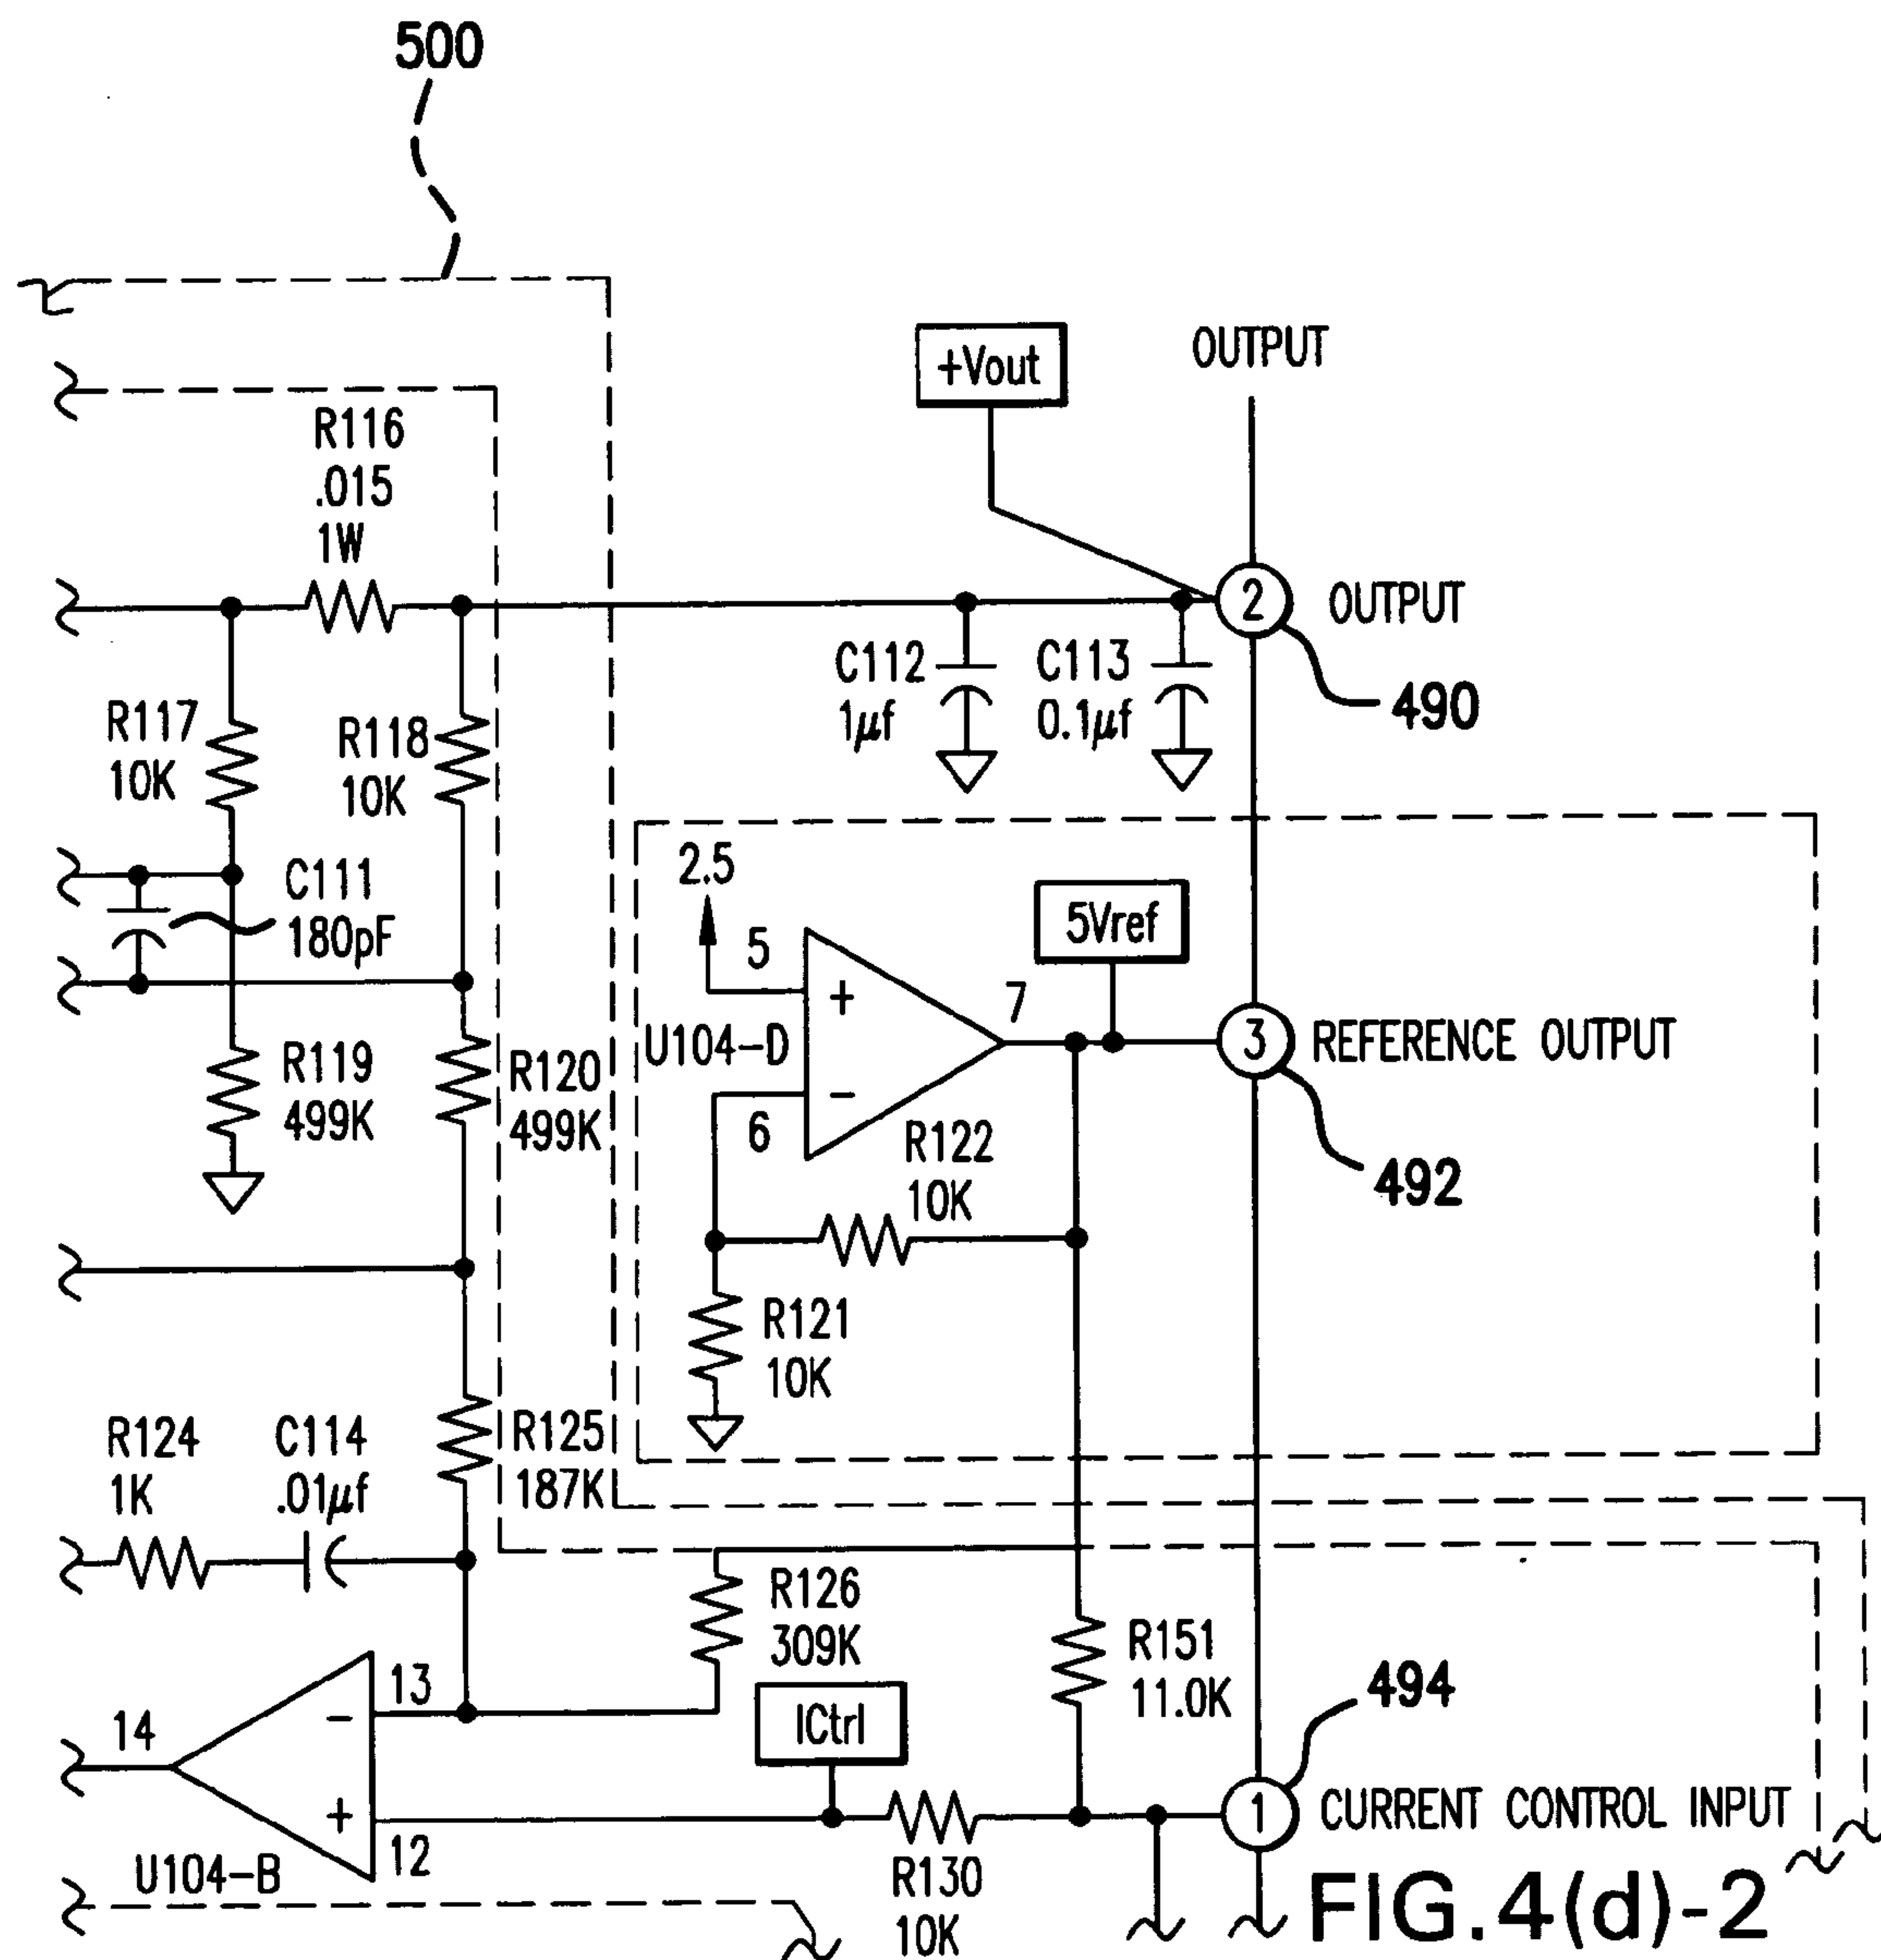 500
+Vout
OUTPUT
R116
.015
1W
2
OUTPUT
490
C112
1μf
C113
0.1μf
R117
10K
R118
10K
C111
180pF
2.5
5
+
5Vref
7
U104-D
6
−
3
REFERENCE OUTPUT
492
R119
499K
R120
499K
R122
10K
R121
10K
R124
1K
C114
.01μf
R125
187K
R126
309K
R151
11.0K
494
13
−
14
ICtrl
+
12
1
CURRENT CONTROL INPUT
U104-B
R130
10K
FIG.4(d)-2